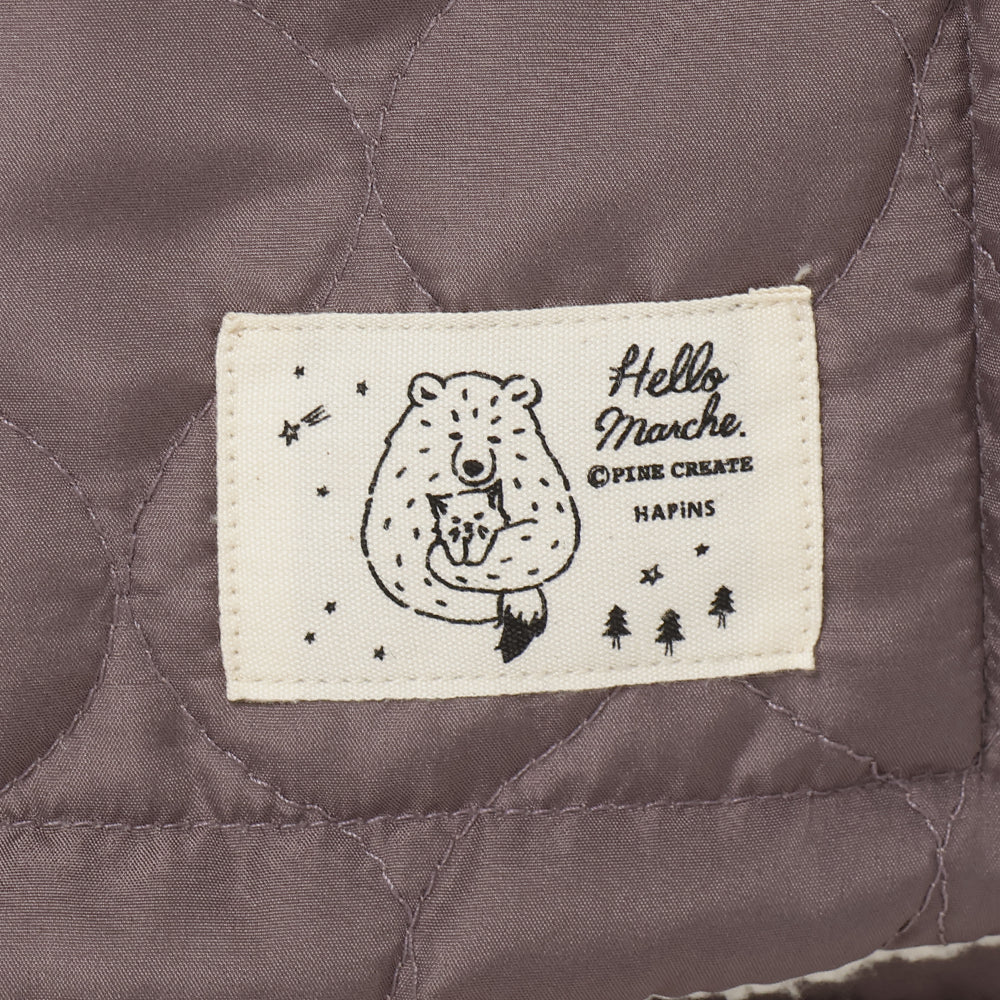 Hello
Marche.
©PINE CREATE
HAPiNS